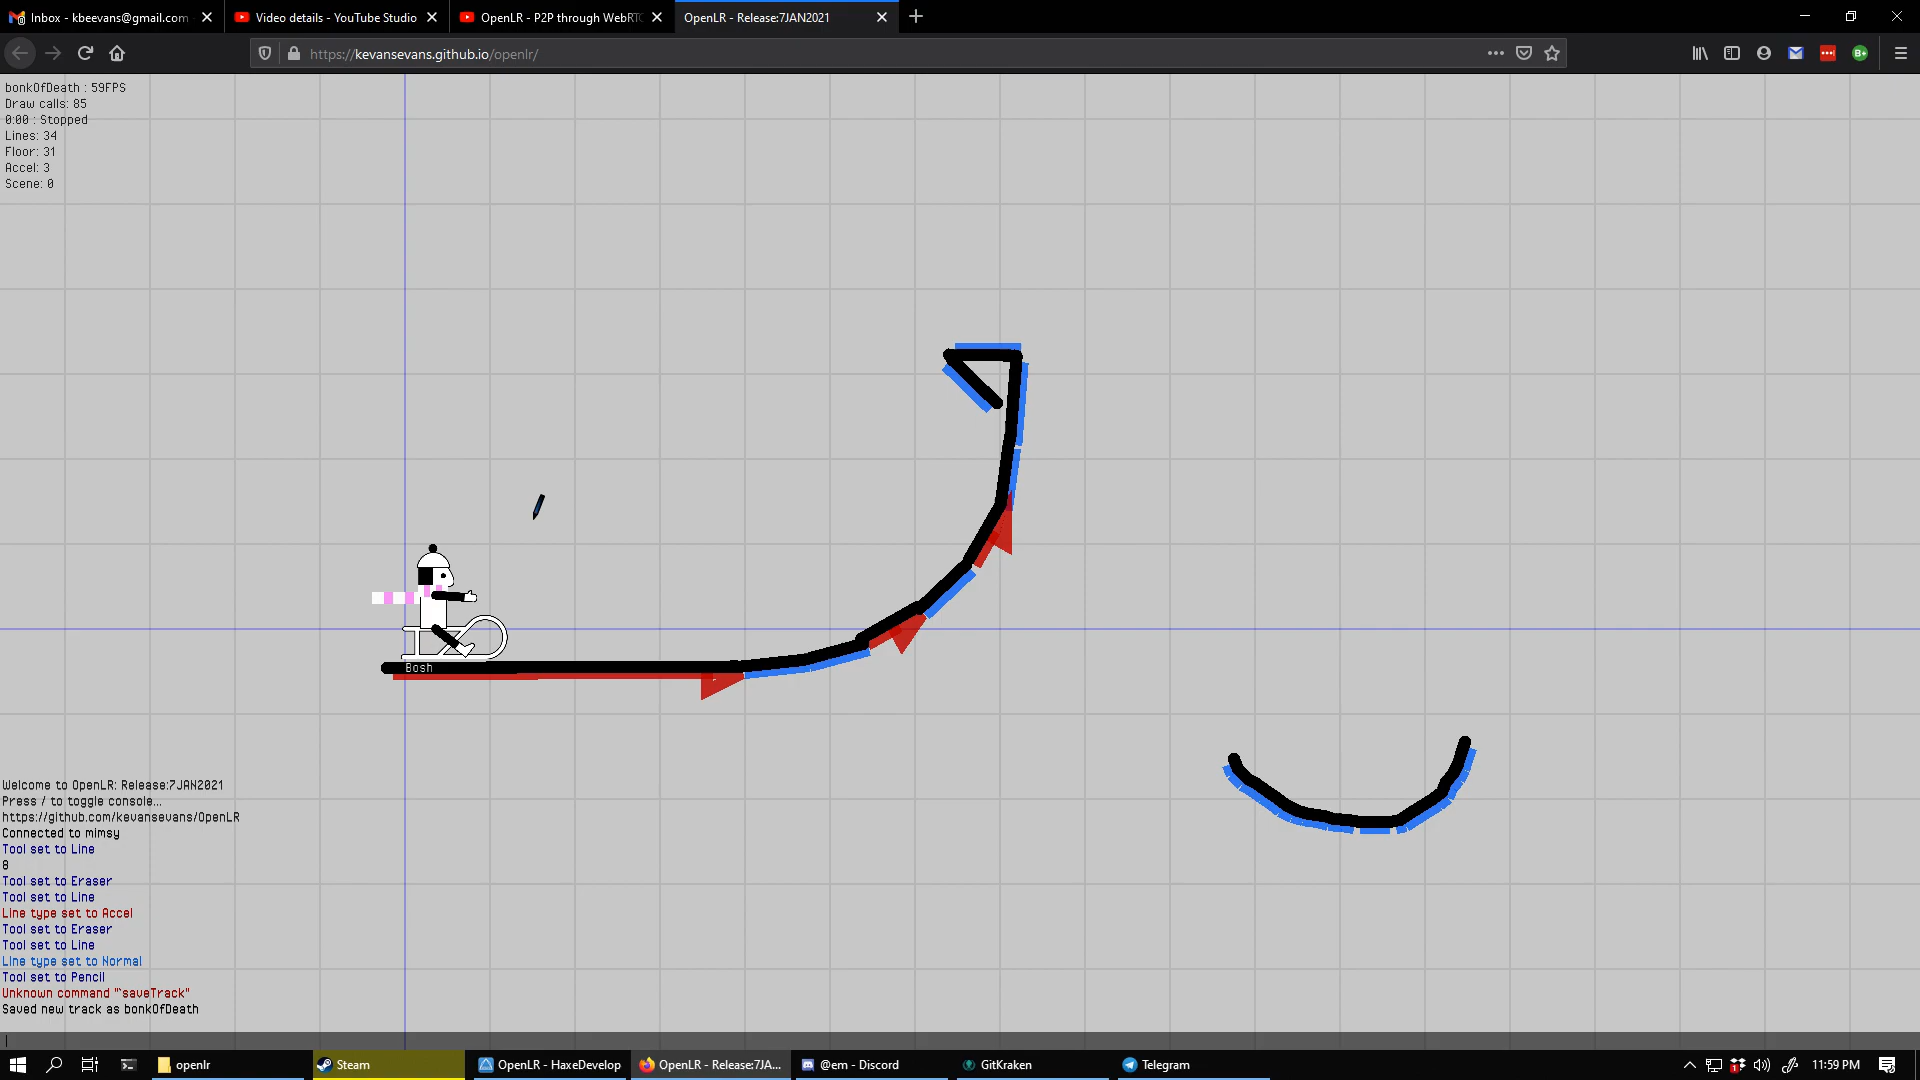 Inbox - kbeevans@gmail.com
Video details - YouTube Studio
OpenLR - P2P through WebRTC
OpenLR - Release:7JAN2021
https://kevansevans.github.io/openlr/
bonkOfDeath : 59FPS
Draw calls: 85
0:00 : Stopped
Lines: 34
Floor: 31
Accel: 3
Scene: 0
Bosh
Welcome to OpenLR: Release:7JAN2021
Press / to toggle console...
https://github.com/kevansevans/OpenLR
Connected to mimsy
Tool set to Line
8
Tool set to Eraser
Tool set to Line
Line type set to Accel
Tool set to Eraser
Tool set to Line
Line type set to Normal
Tool set to Pencil
Unknown command "`saveTrack"
Saved new track as bonkOfDeath
openlr
Steam
OpenLR - HaxeDevelop
OpenLR - Release:7JA...
@em - Discord
GitKraken
Telegram
11:59 PM